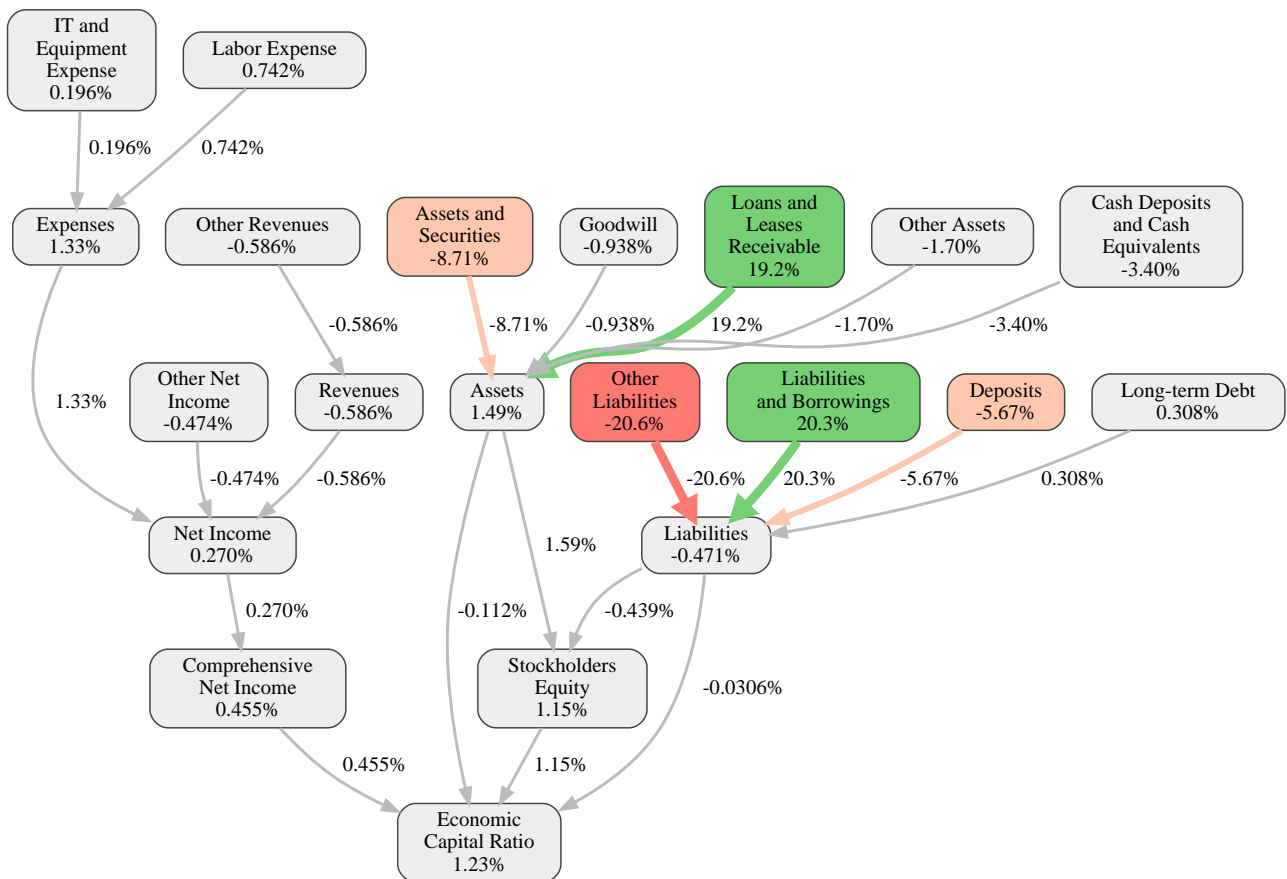 IT and
Equipment
Expense
0.196%
Labor Expense
0.742%
0.196%
0.742%
Expenses
1.33%
Other Revenues
-0.586%
Assets and
Securities
-8.71%
Goodwill
-0.938%
Loans and
Leases
Receivable
19.2%
Other Assets
-1.70%
Cash Deposits
and Cash
Equivalents
-3.40%
-0.586%
-8.71%
-0.938%
19.2%
-1.70%
-3.40%
1.33%
Other Net
Income
-0.474%
Revenues
-0.586%
Assets
1.49%
Other
Liabilities
-20.6%
Liabilities
and Borrowings
20.3%
Deposits
-5.67%
Long-term Debt
0.308%
-0.474%
-0.586%
-20.6%
20.3%
-5.67%
0.308%
Net Income
0.270%
1.59%
Liabilities
-0.471%
0.270%
-0.112%
-0.439%
Comprehensive
Net Income
0.455%
Stockholders
Equity
1.15%
-0.0306%
0.455%
1.15%
Economic
Capital Ratio
1.23%